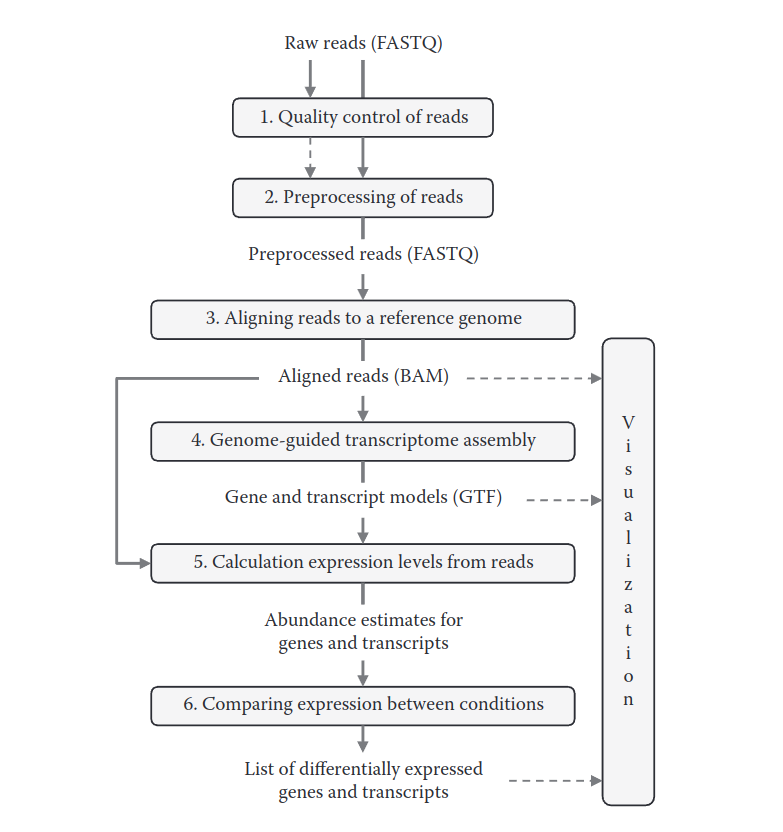 Raw reads (FASTQ)
1. Quality control of reads
2. Preprocessing of reads
Preprocessed reads (FASTQ)
3. Aligning reads to a reference genome
Aligned reads (BAM)
4. Genome-guided transcriptome assembly
Gene and transcript models (GTF)
5. Calculation expression levels from reads
Abundance estimates for
genes and transcripts
6. Comparing expression between conditions
List of differentially expressed
genes and transcripts
Visualization